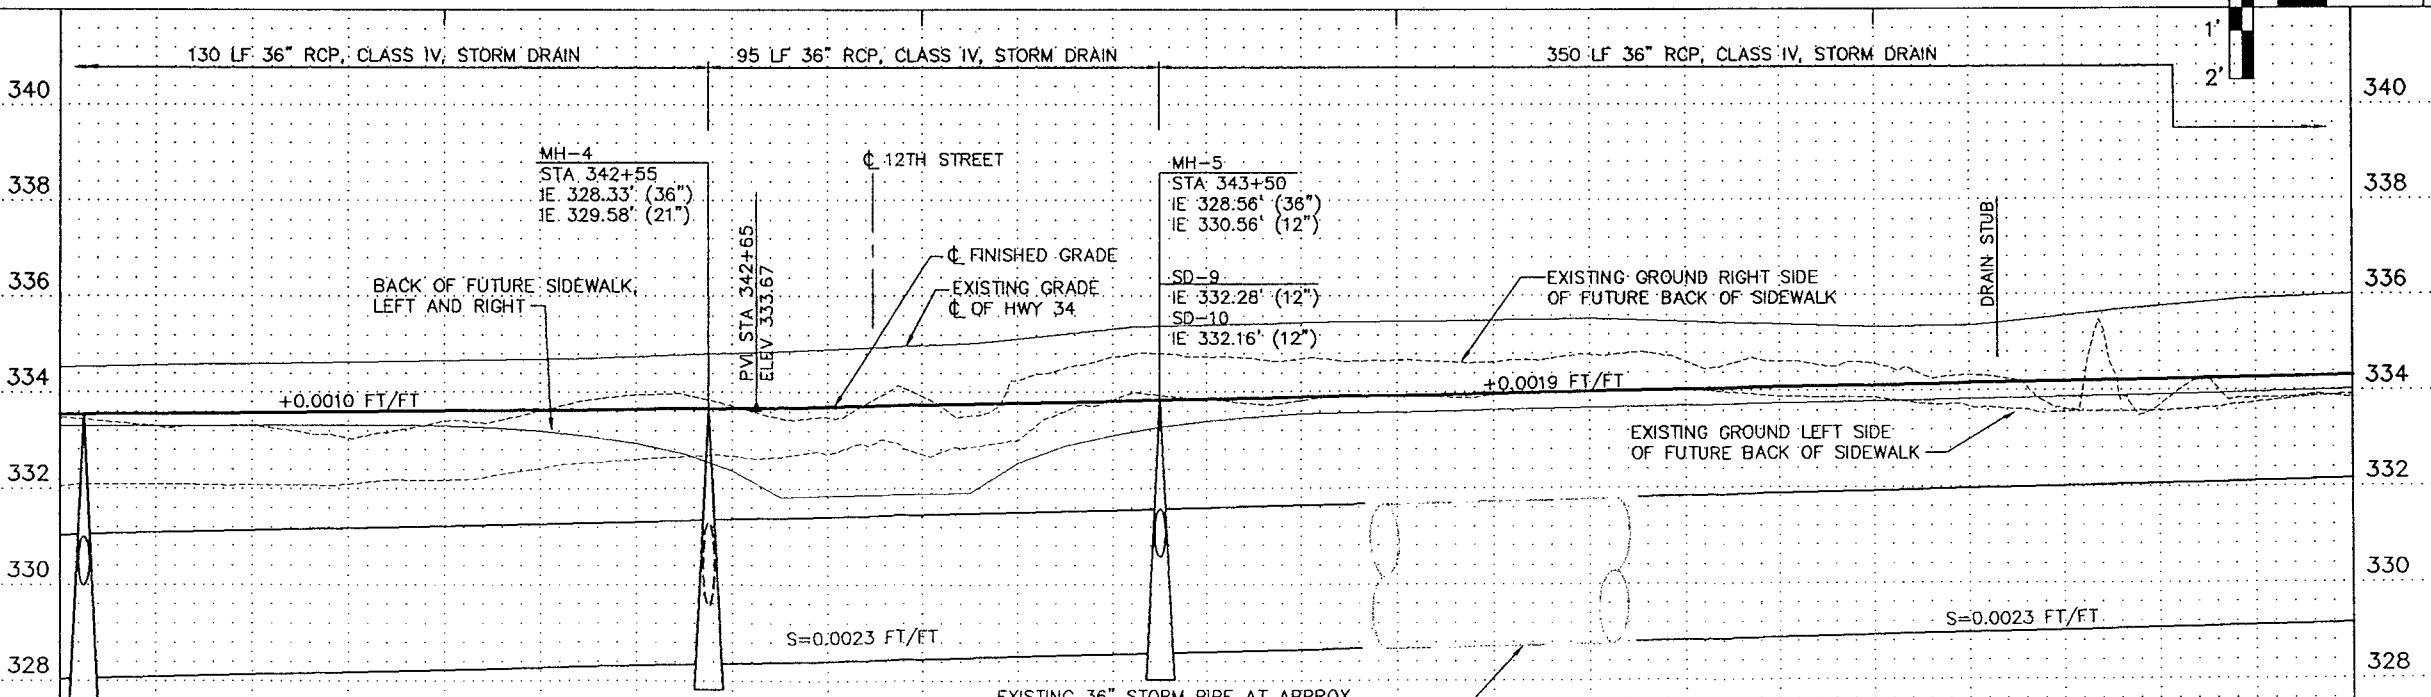 130 LF 36" RCP, CLASS IV, STORM DRAIN
95 LF 36" RCP, CLASS IV, STORM DRAIN
350 LF 36" RCP, CLASS IV, STORM DRAIN
1'
2'
340
340
MH-4
STA 342+55
IE 328.33' (36")
IE 329.58' (21")
℄ 12TH STREET
MH-5
STA 343+50
IE 328.56' (36")
IE 330.56' (12")
338
338
PVI STA 342+65
ELEV 333.67
℄ FINISHED GRADE
EXISTING GRADE
℄ OF HWY 34
SD-9
IE 332.28' (12")
SD-10
IE 332.16' (12")
BACK OF FUTURE SIDEWALK,
LEFT AND RIGHT
EXISTING GROUND RIGHT SIDE
OF FUTURE BACK OF SIDEWALK
DRAIN STUB
336
336
334
334
+0.0010 FT/FT
+0.0019 FT/FT
EXISTING GROUND LEFT SIDE
OF FUTURE BACK OF SIDEWALK
332
332
330
330
S=0.0023 FT/FT
S=0.0023 FT/FT
328
328
EXISTING 36" STORM PIPE AT APPROX